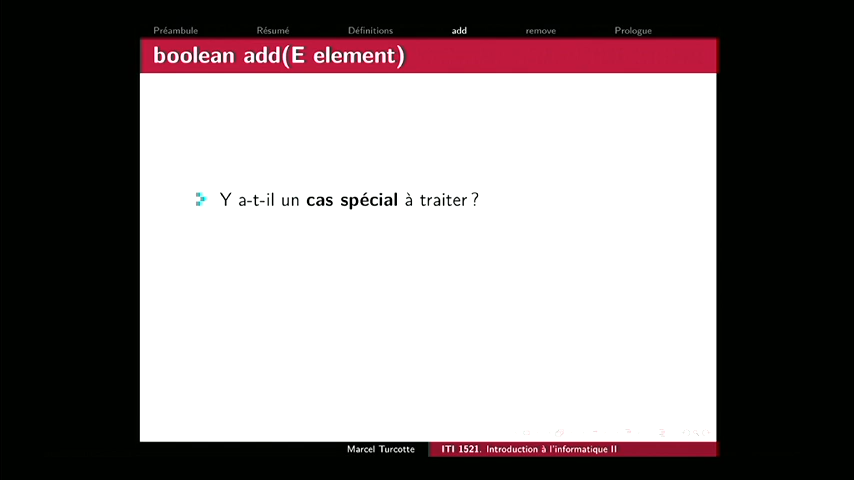 Préambule Résumé Définitions add remove Prologue
boolean add(E element)
Y a-t-il un cas spécial à traiter ?
Marcel Turcotte ITI 1521. Introduction à l'informatique II